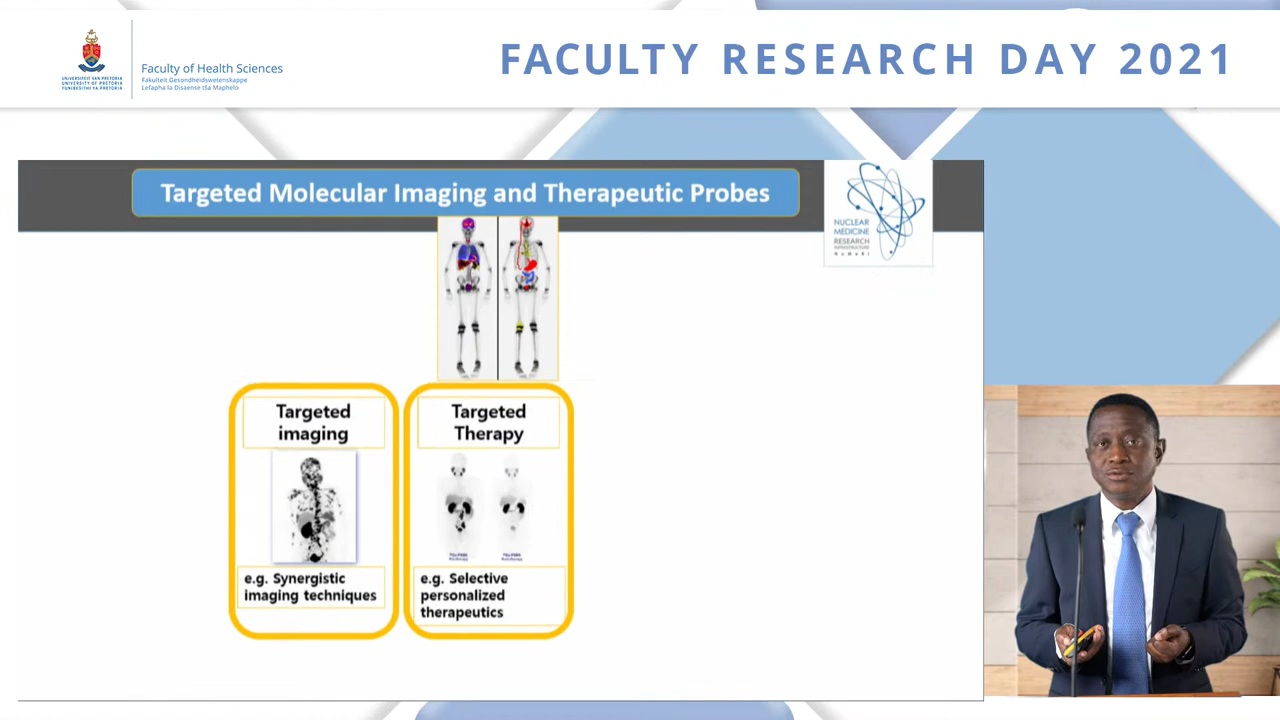 FACULTY RESEARCH DAY 2021
UNIVERSITEIT VAN PRETORIA
UNIVERSITY OF PRETORIA
YUNIBESITHI YA PRETORIA
Faculty of Health Sciences
Fakulteit Gesondheidswetenskappe
Lefapha la Disaense tša Maphelo
Targeted Molecular Imaging and Therapeutic Probes
NUCLEAR
MEDICINE
RESEARCH
INFRASTRUCTURE
NuMeRI
Targeted
imaging
e.g. Synergistic
imaging techniques
Targeted
Therapy
e.g. Selective
personalized
therapeutics